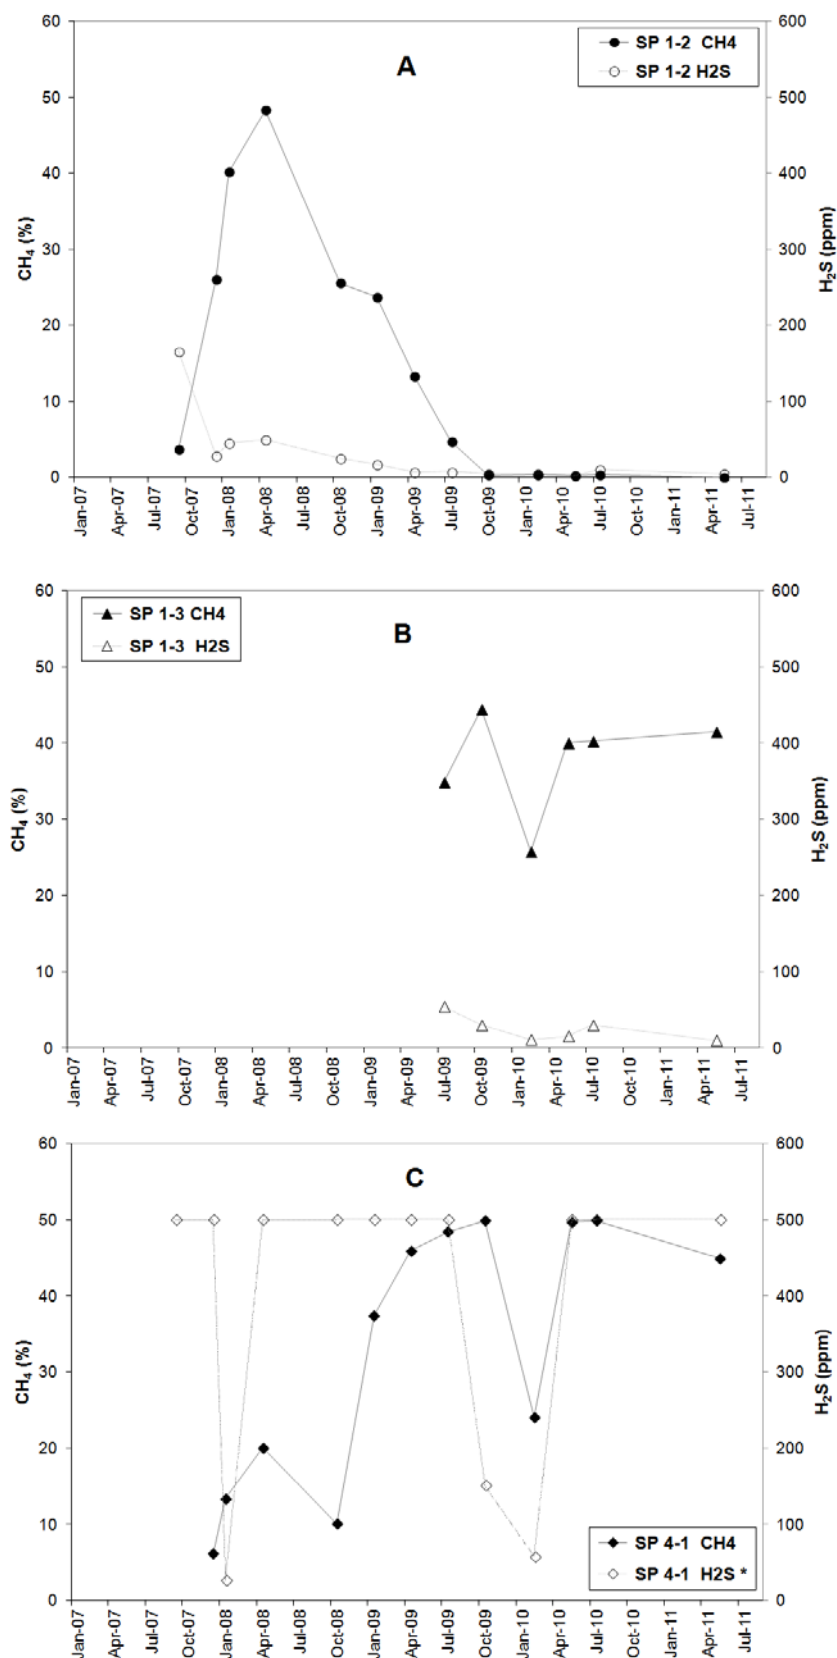 A
SP 1-2 CH4
SP 1-2 H2S
CH4 (%)
60
50
40
30
20
10
0
H2S (ppm)
600
500
400
300
200
100
0
Jan-07
Apr-07
Jul-07
Oct-07
Jan-08
Apr-08
Jul-08
Oct-08
Jan-09
Apr-09
Jul-09
Oct-09
Jan-10
Apr-10
Jul-10
Oct-10
Jan-11
Apr-11
Jul-11
B
SP 1-3 CH4
SP 1-3 H2S
CH4 (%)
60
50
40
30
20
10
0
H2S (ppm)
600
500
400
300
200
100
0
Jan-07
Apr-07
Jul-07
Oct-07
Jan-08
Apr-08
Jul-08
Oct-08
Jan-09
Apr-09
Jul-09
Oct-09
Jan-10
Apr-10
Jul-10
Oct-10
Jan-11
Apr-11
Jul-11
C
CH4 (%)
60
50
40
30
20
10
0
H2S (ppm)
600
500
400
300
200
100
0
SP 4-1 CH4
SP 4-1 H2S *
Jan-07
Apr-07
Jul-07
Oct-07
Jan-08
Apr-08
Jul-08
Oct-08
Jan-09
Apr-09
Jul-09
Oct-09
Jan-10
Apr-10
Jul-10
Oct-10
Jan-11
Apr-11
Jul-11